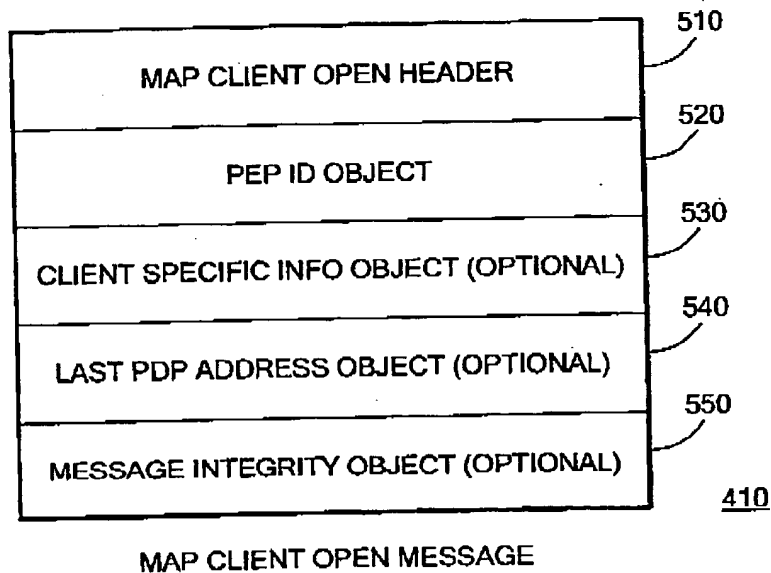 510
MAP CLIENT OPEN HEADER
520
PEP ID OBJECT
530
CLIENT SPECIFIC INFO OBJECT (OPTIONAL)
540
LAST PDP ADDRESS OBJECT (OPTIONAL)
550
MESSAGE INTEGRITY OBJECT (OPTIONAL)
410
MAP CLIENT OPEN MESSAGE